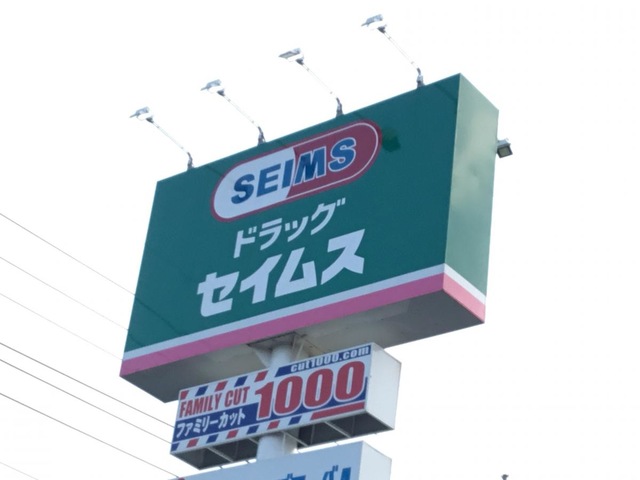 SEIMS
ドラッグ
セイムス
cut1000.com
FAMILY CUT
ファミリーカット
1000